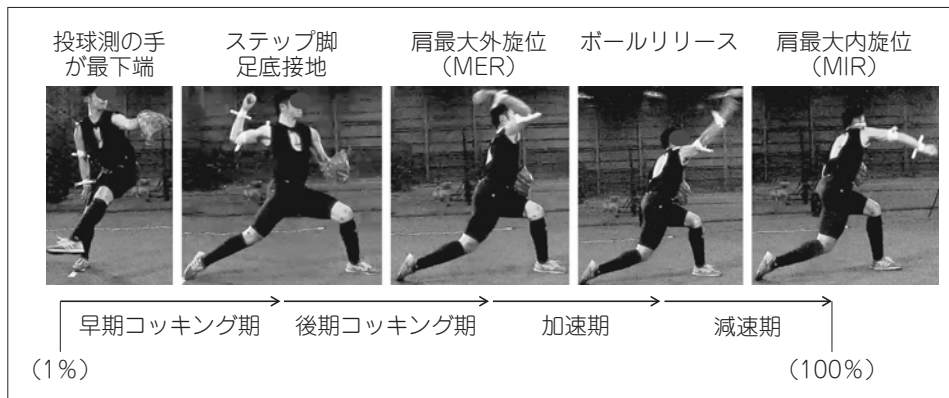 投球測の手
が最下端
ステップ脚
足底接地
肩最大外旋位
（MER）
ボールリリース
肩最大内旋位
（MIR）
早期コッキング期
後期コッキング期
加速期
減速期
（1％）
（100％）